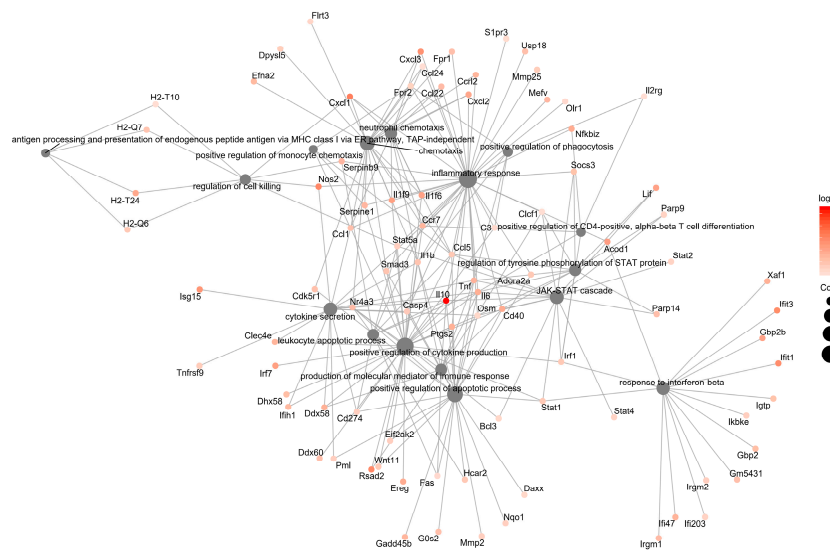 Flrt3
S1pr3
Usp18
Dpysl5
Cxcl3
Fpr1
Ccl24
Efna2
Ccrl2
Mmp25
Fpr2
Ccl22
Mefv
Il2rg
H2-T10
Cxcl1
Cxcl2
Olr1
H2-Q7
neutrophil chemotaxis
Nfkbiz
antigen processing and presentation of endogenous peptide antigen via MHC class I via ER pathway, TAP-independent
chemotaxis
positive regulation of phagocytosis
positive regulation of monocyte chemotaxis
Serpinb9
Socs3
inflammatory response
regulation of cell killing
Nos2
Lif
H2-T24
Il1f9
Il1f6
Serpine1
Clcf1
Parp9
H2-Q6
Ccr7
C3
positive regulation of CD4-positive, alpha-beta T cell differentiation
Ccl1
Stat5a
Acod1
Ccl5
Stat2
Smad3
regulation of tyrosine phosphorylation of STAT protein
Adora2a
Tnf
Xaf1
Isg15
Cdk5r1
Il10
Il6
JAK-STAT cascade
Nr4a3
Casp4
Osm
Cd40
Parp14
Ifit3
cytokine secretion
Clec4e
leukocyte apoptotic process
Ptgs2
Gbp2b
positive regulation of cytokine production
Irf1
Ifit1
Tnfrsf9
Irf7
production of molecular mediator of immune response
positive regulation of apoptotic process
response to interferon-beta
Dhx58
Ifih1
Ddx58
Cd274
Stat1
Stat4
Igtp
Bcl3
Ikbke
Eif2ak2
Ddx60
Pml
Wnt11
Gbp2
Rsad2
Fas
Hcar2
Gm5431
Ereg
Daxx
Irgm2
Nqo1
Ifi47
Ifi203
Gadd45b
G0s2
Mmp2
Irgm1
log
Co